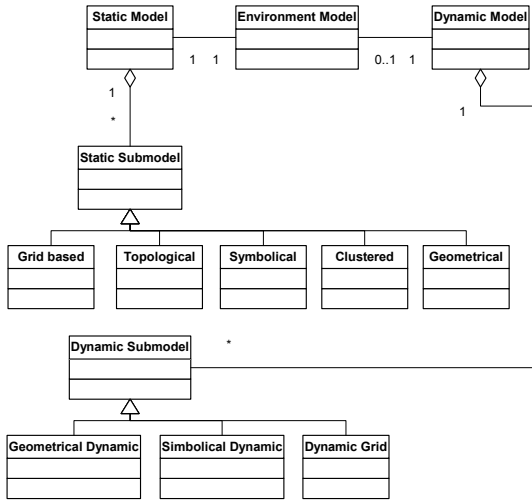 Static Model
Environment Model
Dynamic Model
1 1
0..1 1
1
1
*
Static Submodel
Grid based
Topological
Symbolical
Clustered
Geometrical
Dynamic Submodel
*
Geometrical Dynamic
Simbolical Dynamic
Dynamic Grid